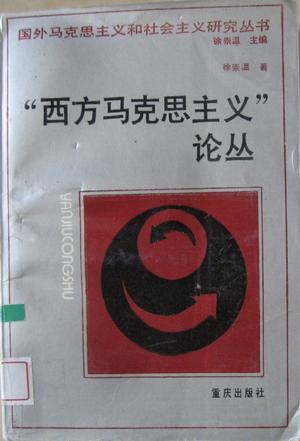 国外马克思主义和社会主义研究丛书
徐崇温 主编
徐崇温 著
“西方马克思主义”
论丛
YANJIUCONGSHU
重庆出版社